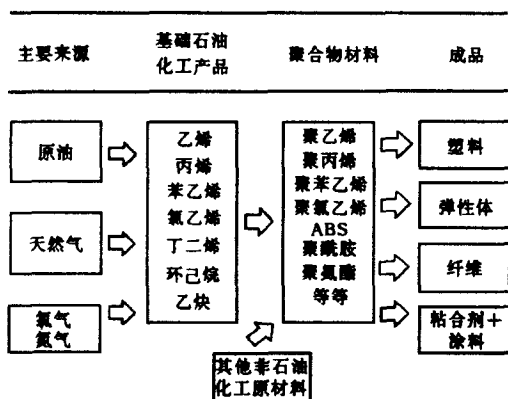 主要来源
基础石油
化工产品
聚合物材料
成品
原油
天然气
氯气
氮气
乙烯
丙烯
苯乙烯
氯乙烯
丁二烯
环己烷
乙炔
聚乙烯
聚丙烯
聚苯乙烯
聚氯乙烯
ABS
聚酰胺
聚氨酯
等等
塑料
弹性体
纤维
粘合剂+
涂料
其他非石油
化工原材料